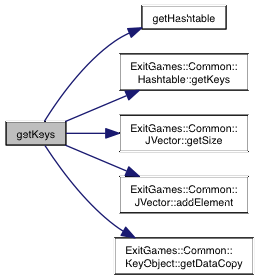 getHashtable
ExitGames::Common::
Hashtable::getKeys
getKeys
ExitGames::Common::
JVector::getSize
ExitGames::Common::
JVector::addElement
ExitGames::Common::
KeyObject::getDataCopy